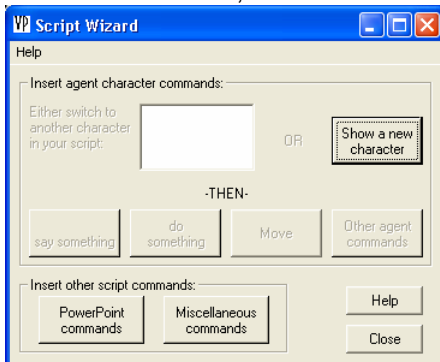 VP Script Wizard
Help
Insert agent character commands:
Either switch to
another character
in your script:
OR
Show a new
character
-THEN-
say something
do
something
Move
Other agent
commands
Insert other script commands:
PowerPoint
commands
Miscellaneous
commands
Help
Close